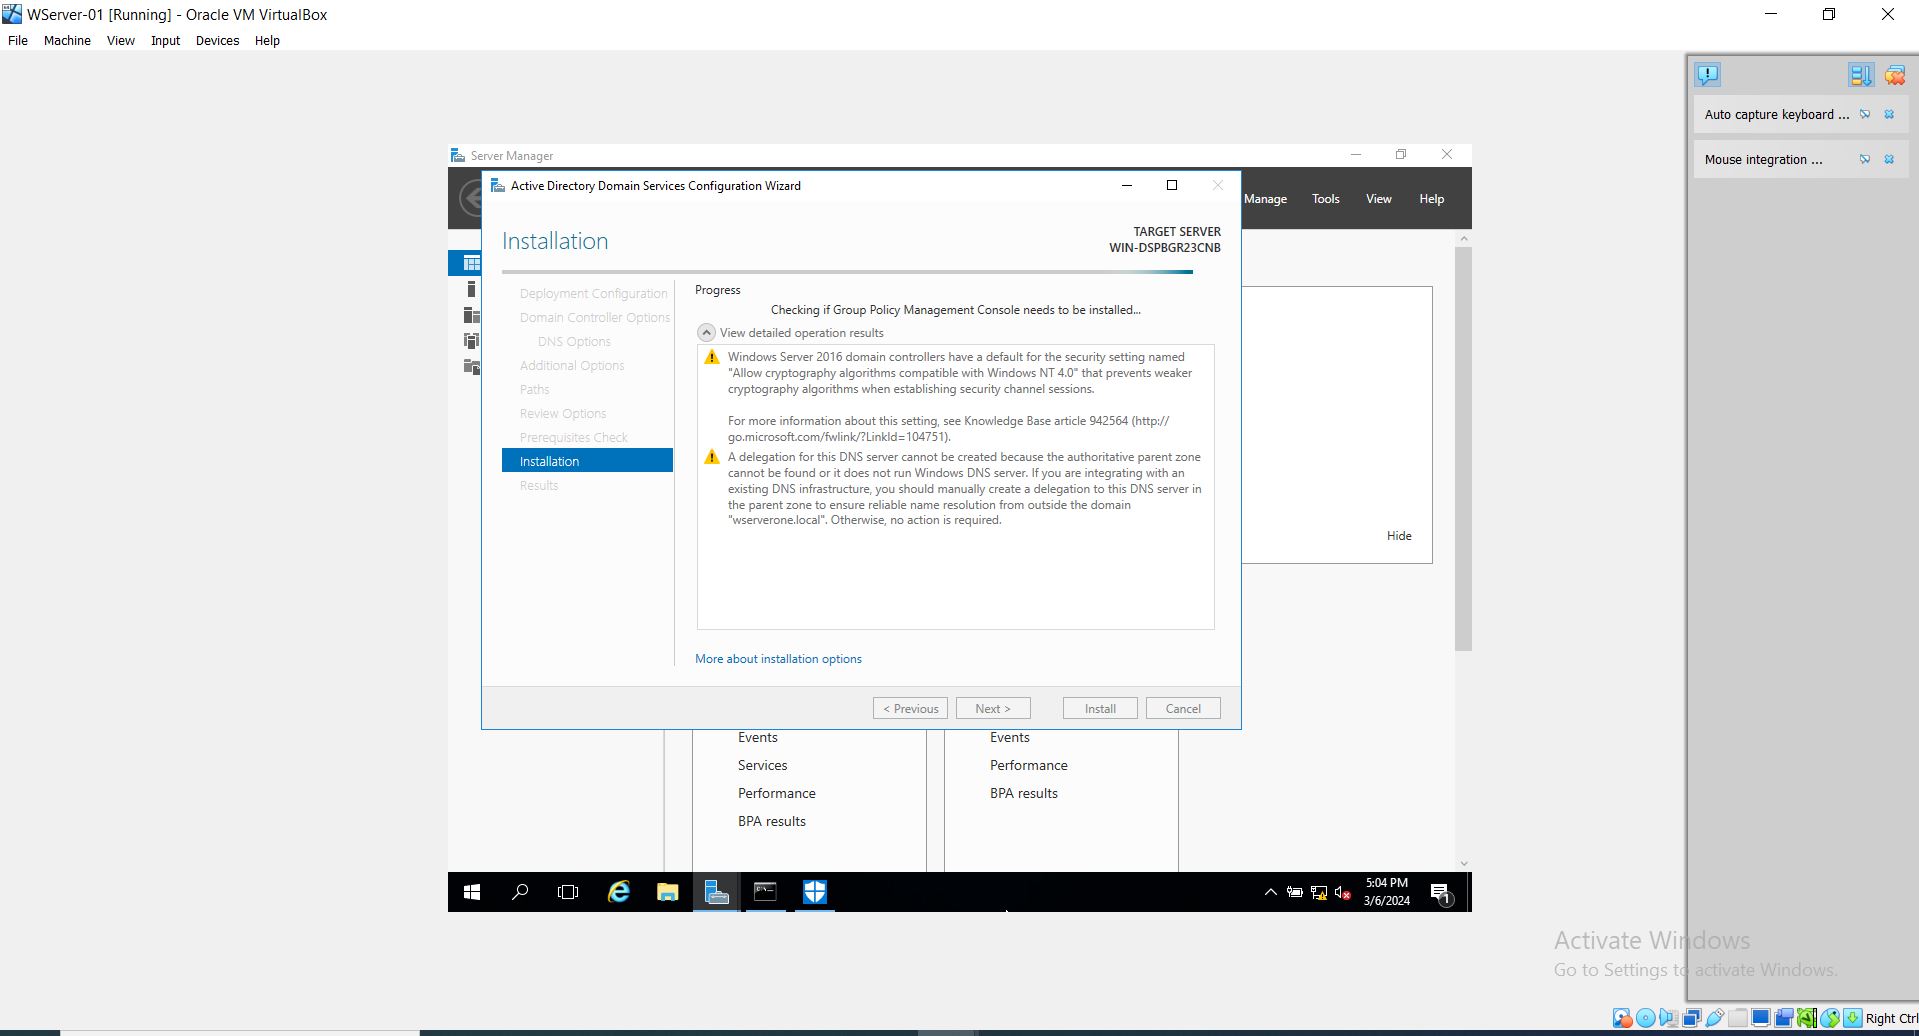 WServer-01 [Running] - Oracle VM VirtualBox
File Machine View Input Devices Help
Auto capture keyboard ...
Mouse integration ...
Server Manager
Manage Tools View Help
Active Directory Domain Services Configuration Wizard
Installation
TARGET SERVER
WIN-DSPBGR23CNB
Deployment Configuration
Domain Controller Options
DNS Options
Additional Options
Paths
Review Options
Prerequisites Check
Installation
Results
Progress
Checking if Group Policy Management Console needs to be installed...
View detailed operation results
Windows Server 2016 domain controllers have a default for the security setting named
"Allow cryptography algorithms compatible with Windows NT 4.0" that prevents weaker
cryptography algorithms when establishing security channel sessions.
For more information about this setting, see Knowledge Base article 942564 (http://
go.microsoft.com/fwlink/?LinkId=104751).
A delegation for this DNS server cannot be created because the authoritative parent zone
cannot be found or it does not run Windows DNS server. If you are integrating with an
existing DNS infrastructure, you should manually create a delegation to this DNS server in
the parent zone to ensure reliable name resolution from outside the domain
"wserverone.local". Otherwise, no action is required.
More about installation options
< Previous Next > Install Cancel
Hide
Events
Services
Performance
BPA results
Events
Performance
BPA results
5:04 PM
3/6/2024
1
Activate Windows
Go to Settings to activate Windows.
Right Ctrl